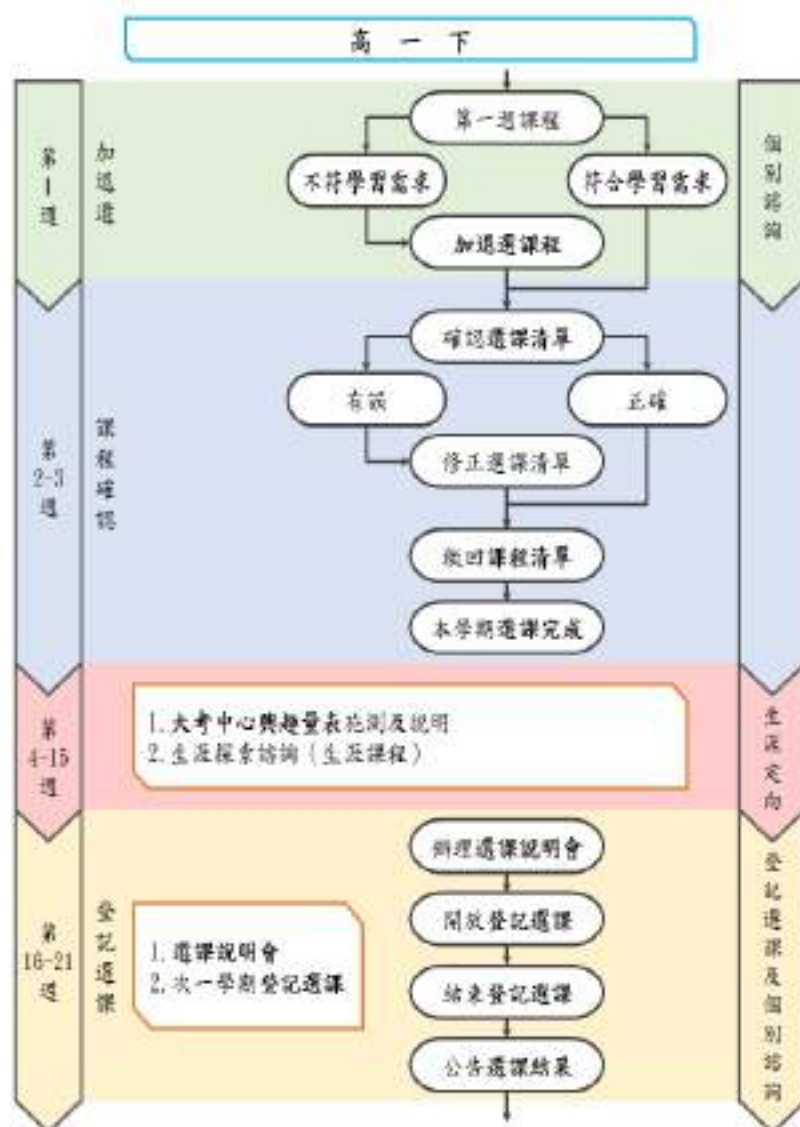 高一下
第1週
加退選
第一週課程
不符學習需求
符合學習需求
加退選課程
個別諮詢
第2-3週
課程確認
確認選課清單
有誤
正確
修正選課清單
繳回課程清單
本學期選課完成
第4-15週
1. 大考中心興趣量表施測及說明
2. 生涯探索諮詢(生涯課程)
生涯定向
第16-21週
登記選課
1. 選課說明會
2. 次一學期登記選課
辦理選課說明會
開放登記選課
結束登記選課
公告選課結果
登記選課及個別諮詢